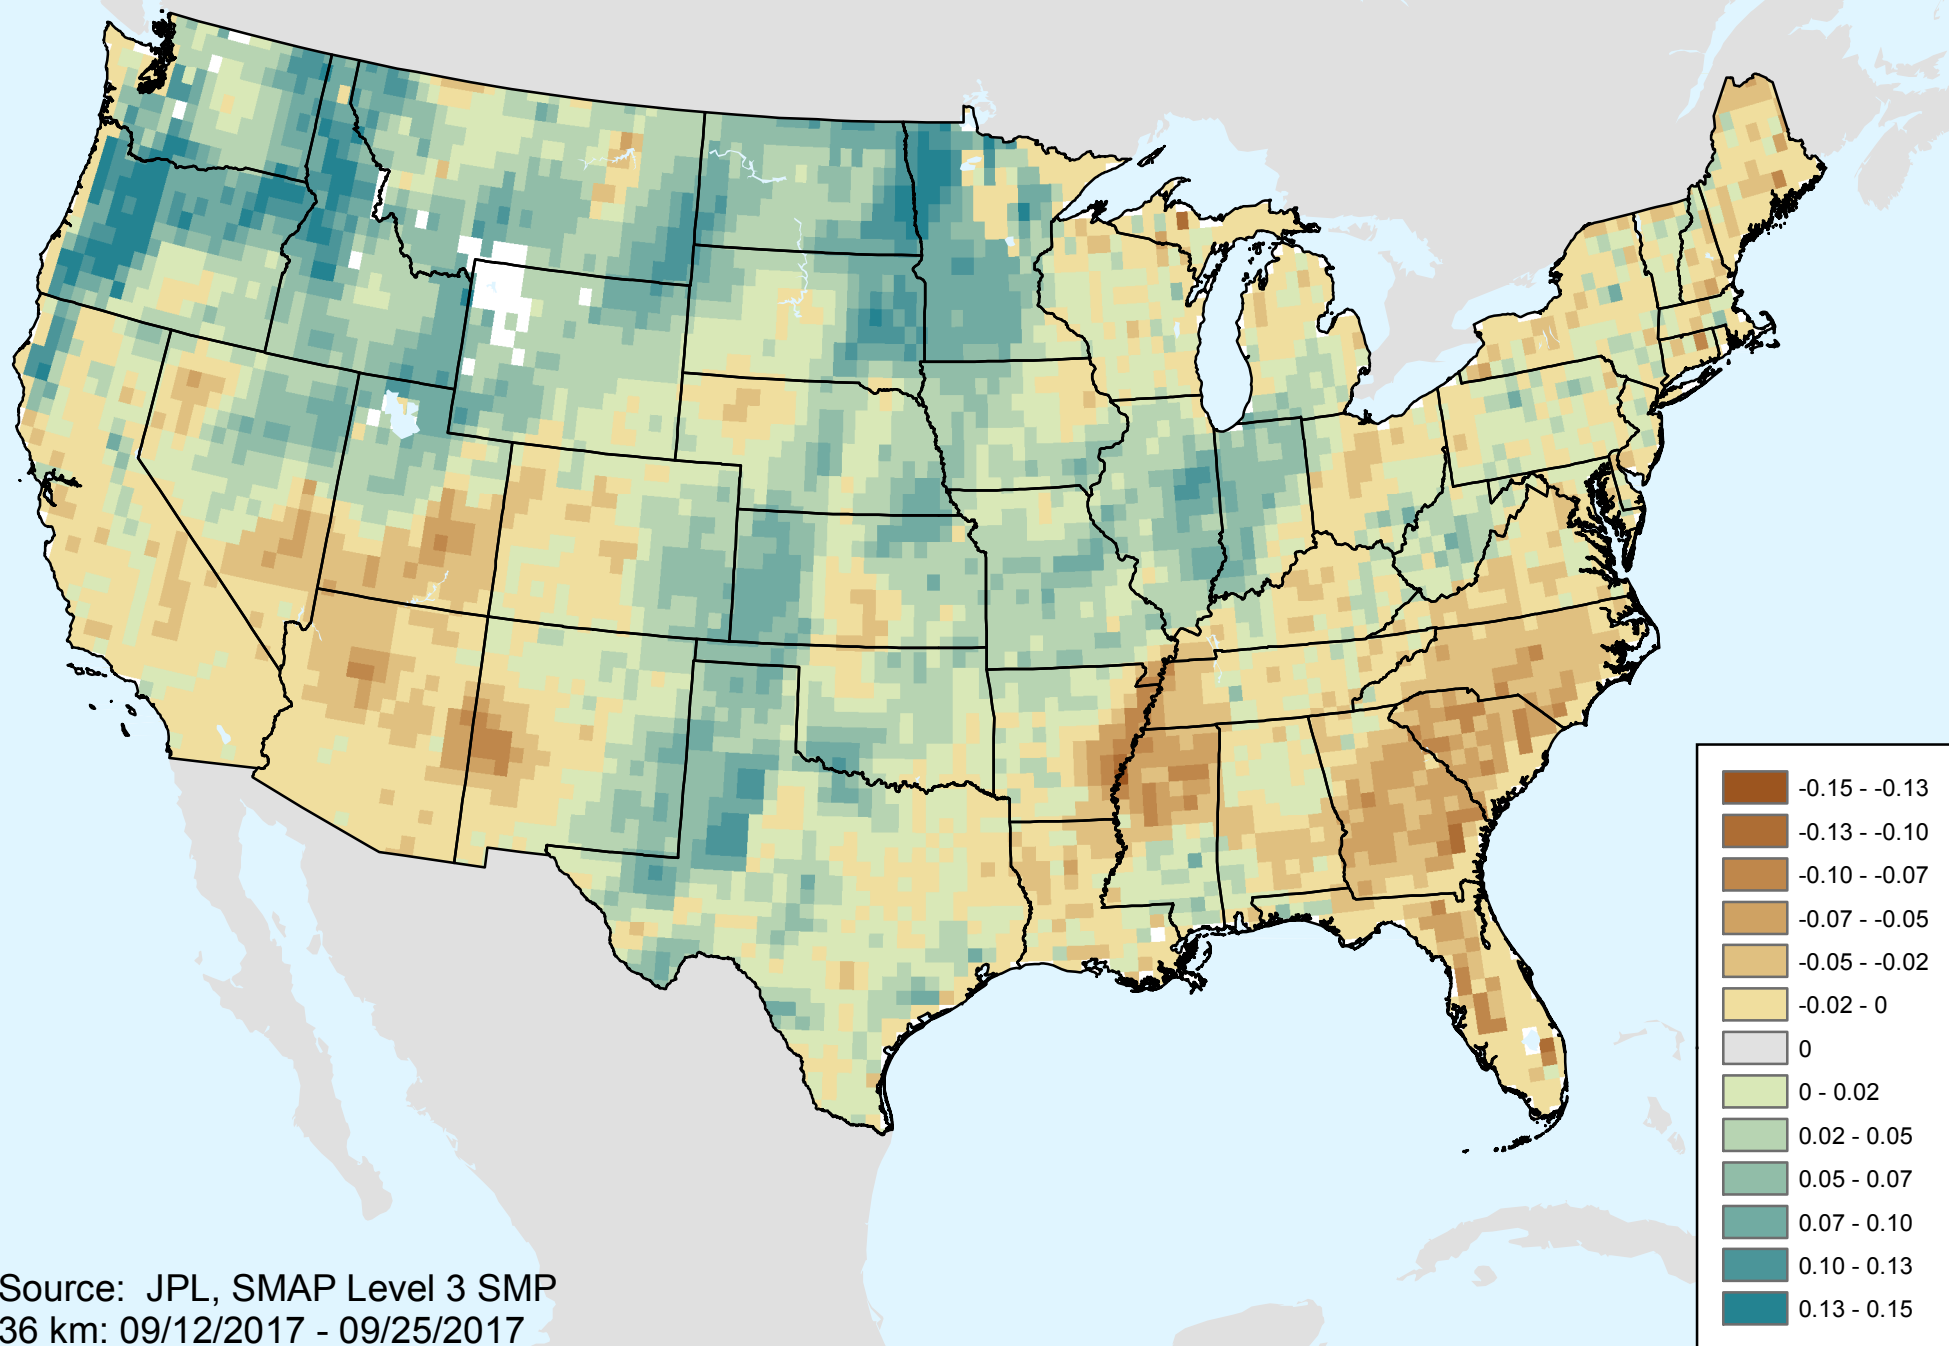 -0.15 - -0.13
-0.13 - -0.10
-0.10 - -0.07
-0.07 - -0.05
-0.05 - -0.02
-0.02 - 0
0
0 - 0.02
0.02 - 0.05
0.05 - 0.07
0.07 - 0.10
0.10 - 0.13
0.13 - 0.15
Source: JPL, SMAP Level 3 SMP
36 km: 09/12/2017 - 09/25/2017